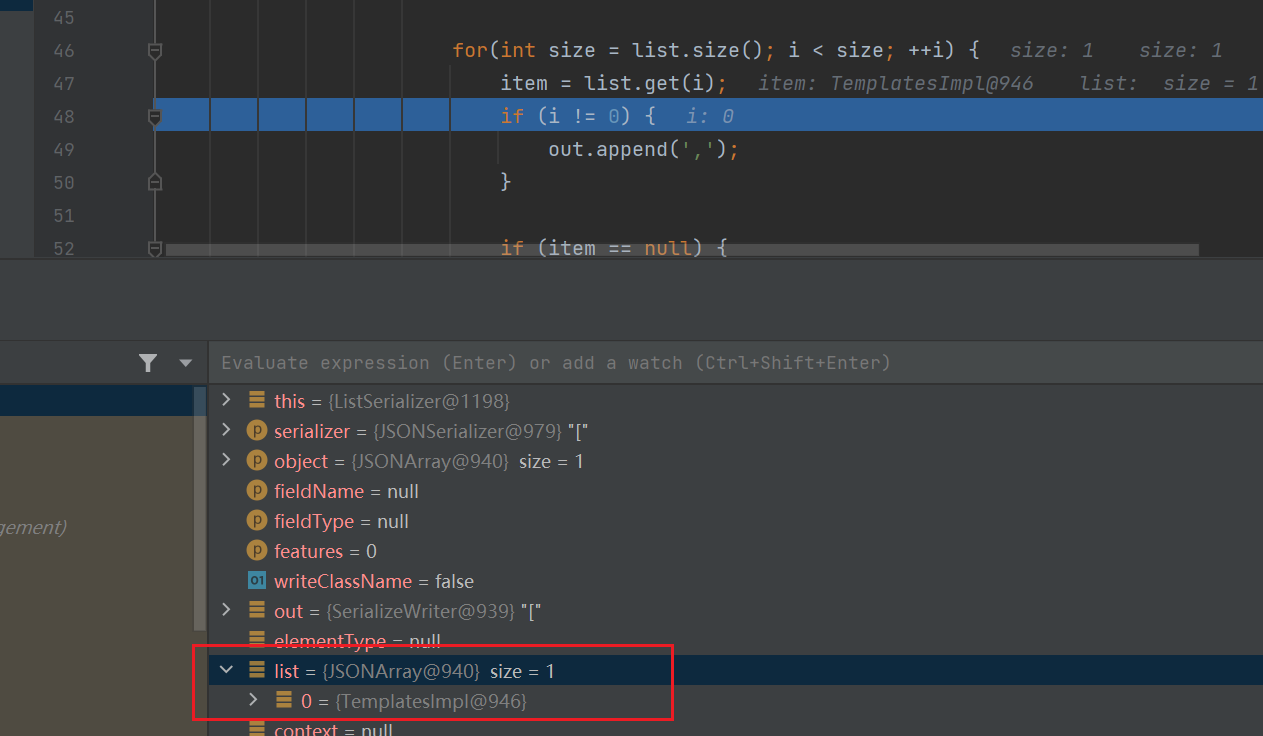 45
46 for(int size = list.size(); i < size; ++i) { size: 1 size: 1
47 item = list.get(i); item: TemplatesImpl@946 list: size = 1
48 if (i != 0) { i: 0
49 out.append(',');
50 }
51
52 if (item == null) {
Evaluate expression (Enter) or add a watch (Ctrl+Shift+Enter)
this = {ListSerializer@1198}
p serializer = {JSONSerializer@979} "["
p object = {JSONArray@940} size = 1
p fieldName = null
p fieldType = null
gement)
p features = 0
01 writeClassName = false
out = {SerializeWriter@939} "["
elementType = null
list = {JSONArray@940} size = 1
0 = {TemplatesImpl@946}
context = null